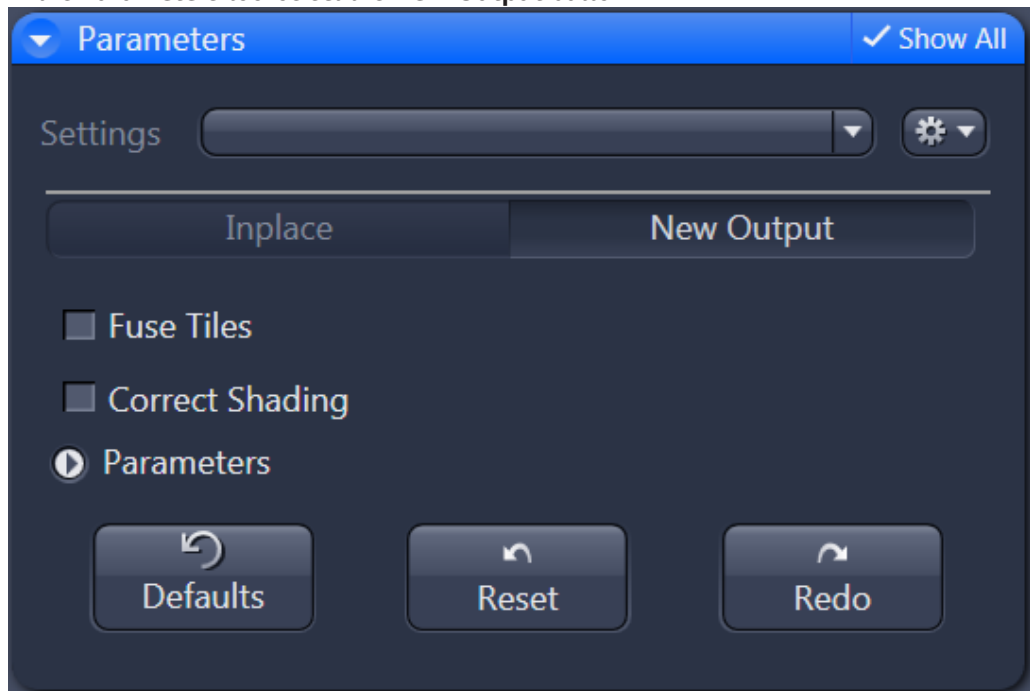 Parameters Show All
Settings
Inplace New Output
Fuse Tiles
Correct Shading
Parameters
Defaults Reset Redo